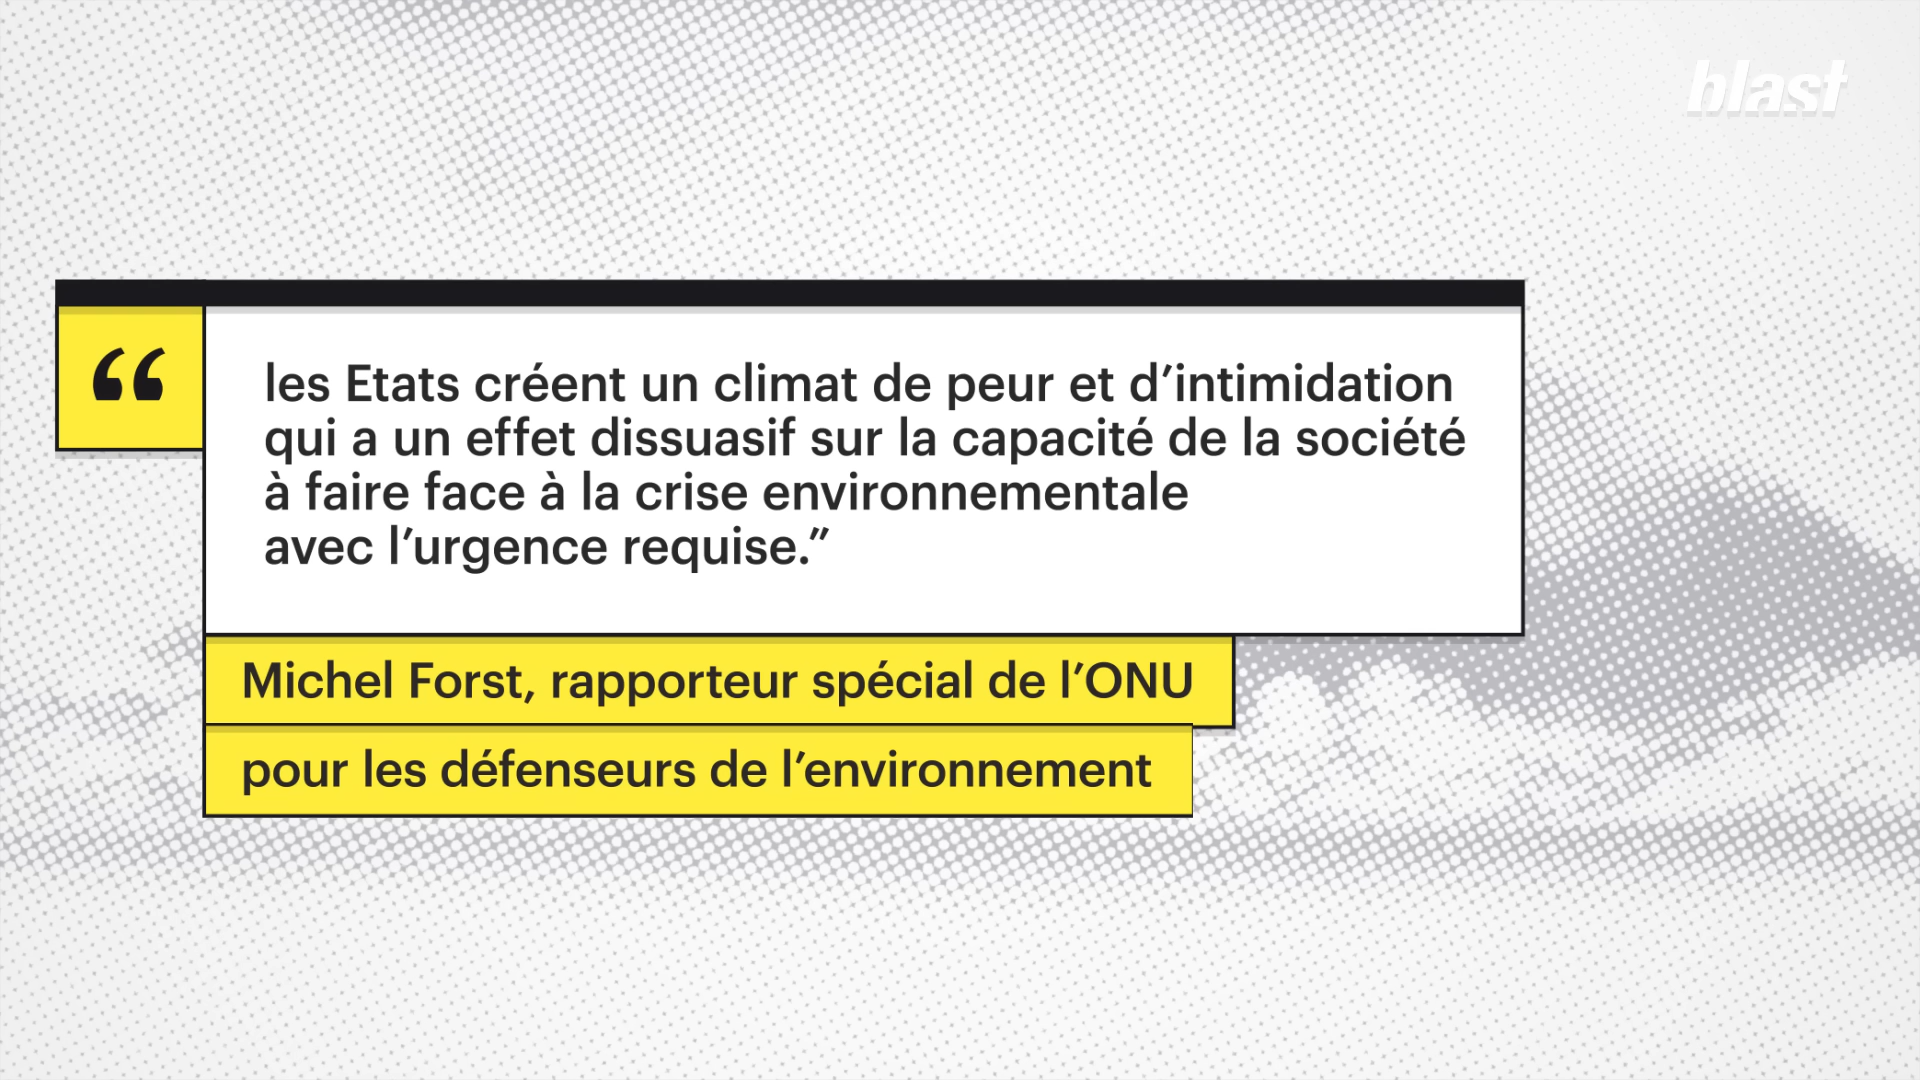 blast
“
les Etats créent un climat de peur et d’intimidation
qui a un effet dissuasif sur la capacité de la société
à faire face à la crise environnementale
avec l’urgence requise.”
Michel Forst, rapporteur spécial de l’ONU
pour les défenseurs de l’environnement